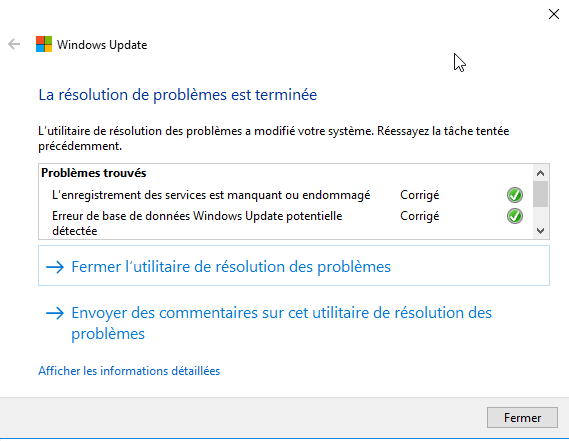 Windows Update
La résolution de problèmes est terminée
L'utilitaire de résolution des problèmes a modifié votre système. Réessayez la tâche tentée
précédemment.
Problèmes trouvés
L'enregistrement des services est manquant ou endommagé Corrigé
Erreur de base de données Windows Update potentielle Corrigé
détectée
Fermer l'utilitaire de résolution des problèmes
Envoyer des commentaires sur cet utilitaire de résolution des
problèmes
Afficher les informations détaillées
Fermer